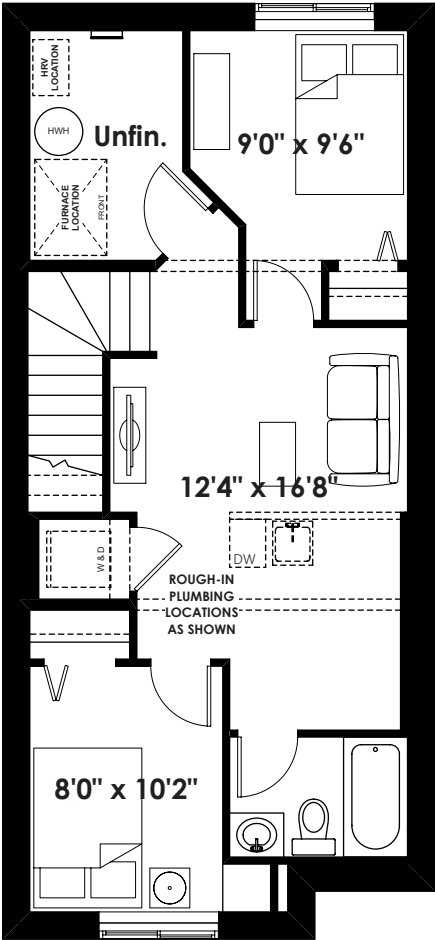 HRV
LOCATION
HWH
Unfin.
9'0" x 9'6"
FURNACE
LOCATION
FRONT
12'4" x 16'8"
DW
W & D
ROUGH-IN
PLUMBING
LOCATIONS
AS SHOWN
8'0" x 10'2"